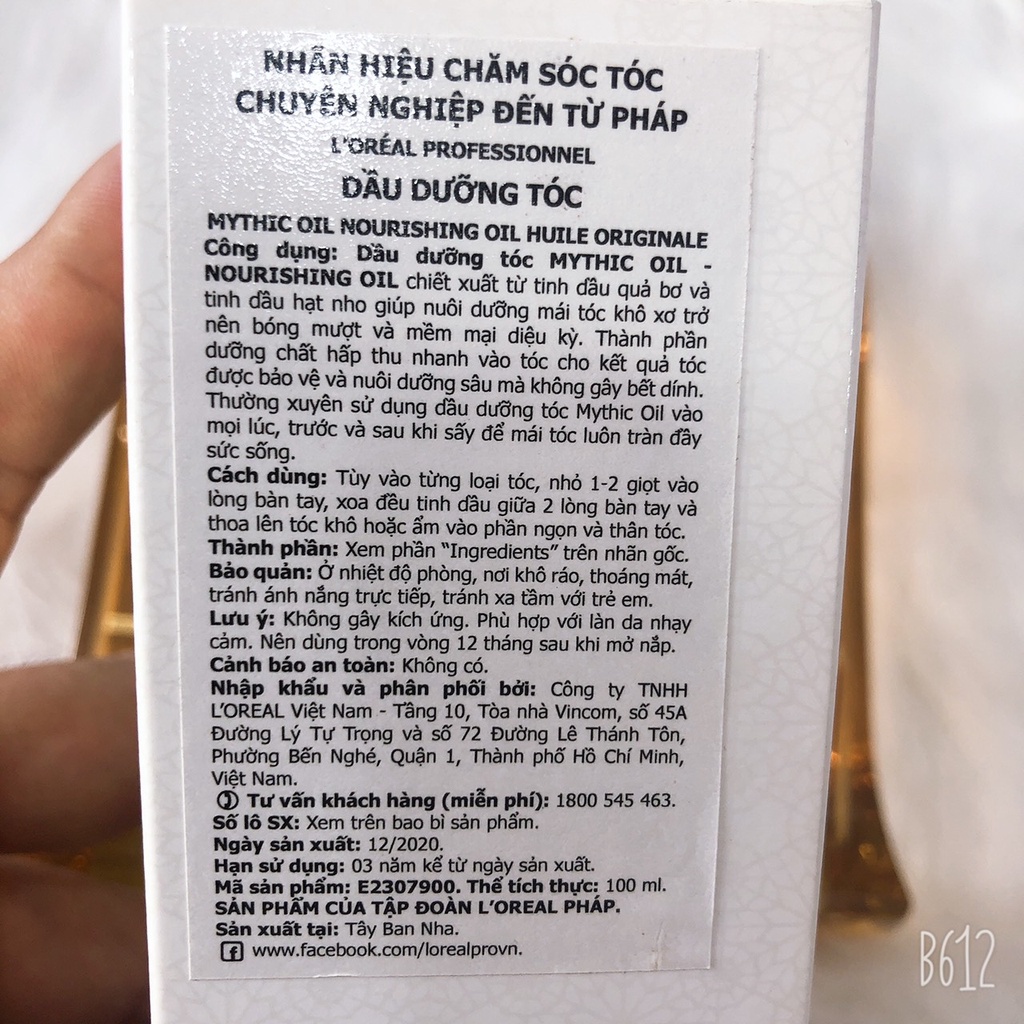 NHÃN HIỆU CHĂM SÓC TÓC
CHUYÊN NGHIỆP ĐẾN TỪ PHÁP
L'ORÉAL PROFESSIONNEL
DẦU DƯỠNG TÓC
MYTHIC OIL NOURISHING OIL HUILE ORIGINALE
Công dụng: Dầu dưỡng tóc MYTHIC OIL -
NOURISHING OIL chiết xuất từ tinh dầu quả bơ và
tinh dầu hạt nho giúp nuôi dưỡng mái tóc khô xơ trở
nên bóng mượt và mềm mại diệu kỳ. Thành phần
dưỡng chất hấp thu nhanh vào tóc cho kết quả tóc
được bảo vệ và nuôi dưỡng sâu mà không gây bết dính.
Thường xuyên sử dụng dầu dưỡng tóc Mythic Oil vào
mọi lúc, trước và sau khi sấy để mái tóc luôn tràn đầy
sức sống.
Cách dùng: Tùy vào từng loại tóc, nhỏ 1-2 giọt vào
lòng bàn tay, xoa đều tinh dầu giữa 2 lòng bàn tay và
thoa lên tóc khô hoặc ẩm vào phần ngọn và thân tóc.
Thành phần: Xem phần "Ingredients" trên nhãn gốc.
Bảo quản: Ở nhiệt độ phòng, nơi khô ráo, thoáng mát,
tránh ánh nắng trực tiếp, tránh xa tầm với trẻ em.
Lưu ý: Không gây kích ứng. Phù hợp với làn da nhạy
cảm. Nên dùng trong vòng 12 tháng sau khi mở nắp.
Cảnh báo an toàn: Không có.
Nhập khẩu và phân phối bởi: Công ty TNHH
L'OREAL Việt Nam - Tầng 10, Tòa nhà Vincom, số 45A
Đường Lý Tự Trọng và số 72 Đường Lê Thánh Tôn,
Phường Bến Nghé, Quận 1, Thành phố Hồ Chí Minh,
Việt Nam.
Tư vấn khách hàng (miễn phí): 1800 545 463.
Số lô SX: Xem trên bao bì sản phẩm.
Ngày sản xuất: 12/2020.
Hạn sử dụng: 03 năm kể từ ngày sản xuất.
Mã sản phẩm: E2307900. Thể tích thực: 100 ml.
SẢN PHẨM CỦA TẬP ĐOÀN L'OREAL PHÁP.
Sản xuất tại: Tây Ban Nha.
www.facebook.com/lorealprovn.
B612